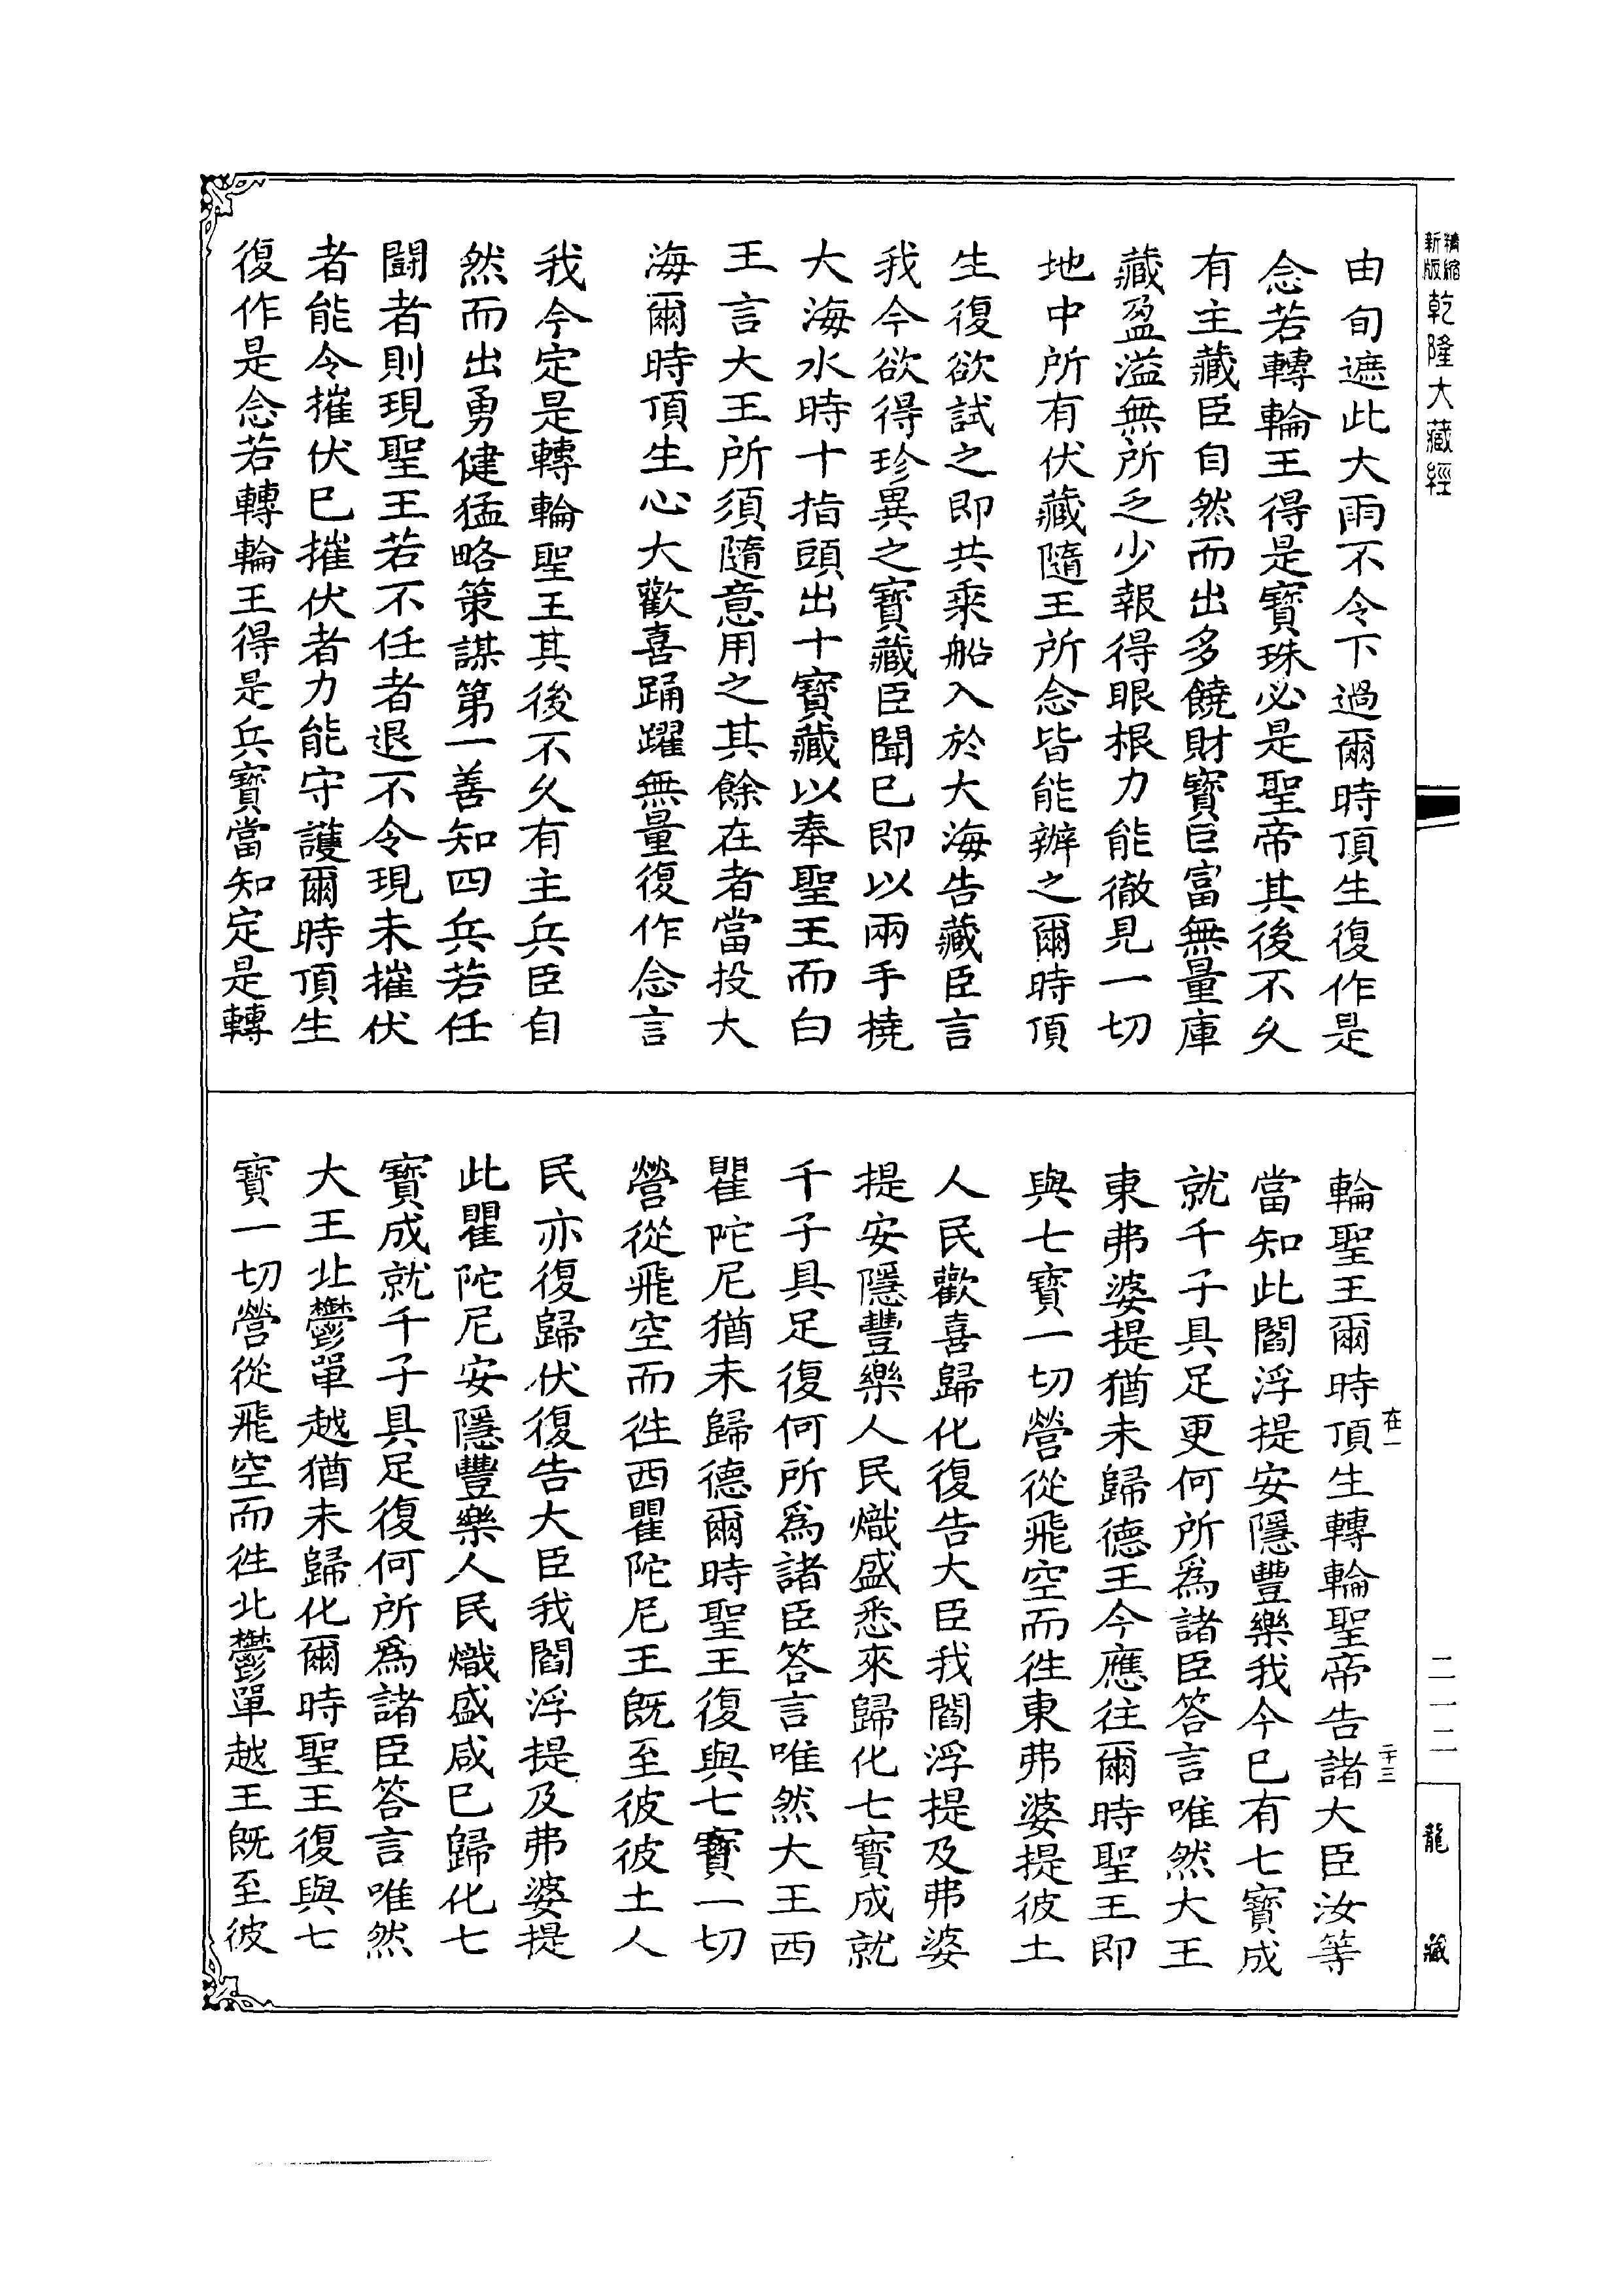 精縮
新版
乾隆大藏經
由旬遮此大雨不令下過爾時頂生復作是
念若轉輪王得是寶珠必是聖帝其後不久
有主藏臣自然而出多饒財寶巨富無量庫
藏盈溢無所乏少報得眼根力能徹見一切
地中所有伏藏隨王所念皆能辦之爾時頂
生復欲試之即共乘船入於大海告藏臣言
我今欲得珍異之寶藏臣聞已即以兩手撓
大海水時十指頭出十寶藏以奉聖王而白
王言大王所須隨意用之其餘在者當投大
海爾時頂生心大歡喜踊躍無量復作念言
我今定是轉輪聖王其後不久有主兵臣自
然而出勇健猛略策謀第一善知四兵若任
鬪者則現聖王若不任者退不令現未摧伏
者能令摧伏已摧伏者力能守護爾時頂生
復作是念若轉輪王得是兵寶當知定是轉
輪聖王爾時頂生轉輪聖帝告諸大臣汝等
當知此閻浮提安隱豐樂我今已有七寶成
就千子具足更何所爲諸臣答言唯然大王
東弗婆提猶未歸德王今應往爾時聖王即
與七寶一切營從飛空而徃東弗婆提彼土
人民歡喜歸化復告大臣我閻浮提及弗婆
提安隱豐樂人民熾盛悉來歸化七寶成就
千子具足復何所爲諸臣答言唯然大王西
瞿陀尼猶未歸德爾時聖王復與七寶一切
營從飛空而徃西瞿陀尼王既至彼彼土人
民亦復歸伏復告大臣我閻浮提及弗婆提
此瞿陀尼安隱豐樂人民熾盛咸已歸化七
寶成就千子具足復何所爲諸臣答言唯然
大王北鬱單越猶未歸化爾時聖王復與七
寶一切營從飛空而徃北鬱單越王既至彼
在一
二十三
二一二
龍藏